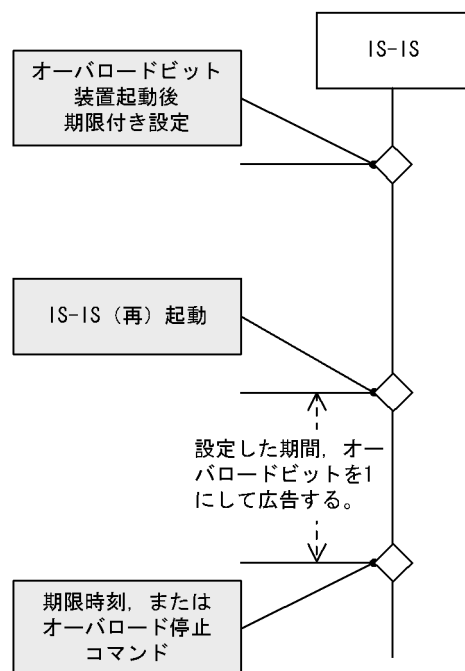 IS-IS
オーバロードビット
装置起動後
期限付き設定
IS-IS（再）起動
設定した期間，オー
バロードビットを1
にして広告する。
期限時刻，または
オーバロード停止
コマンド